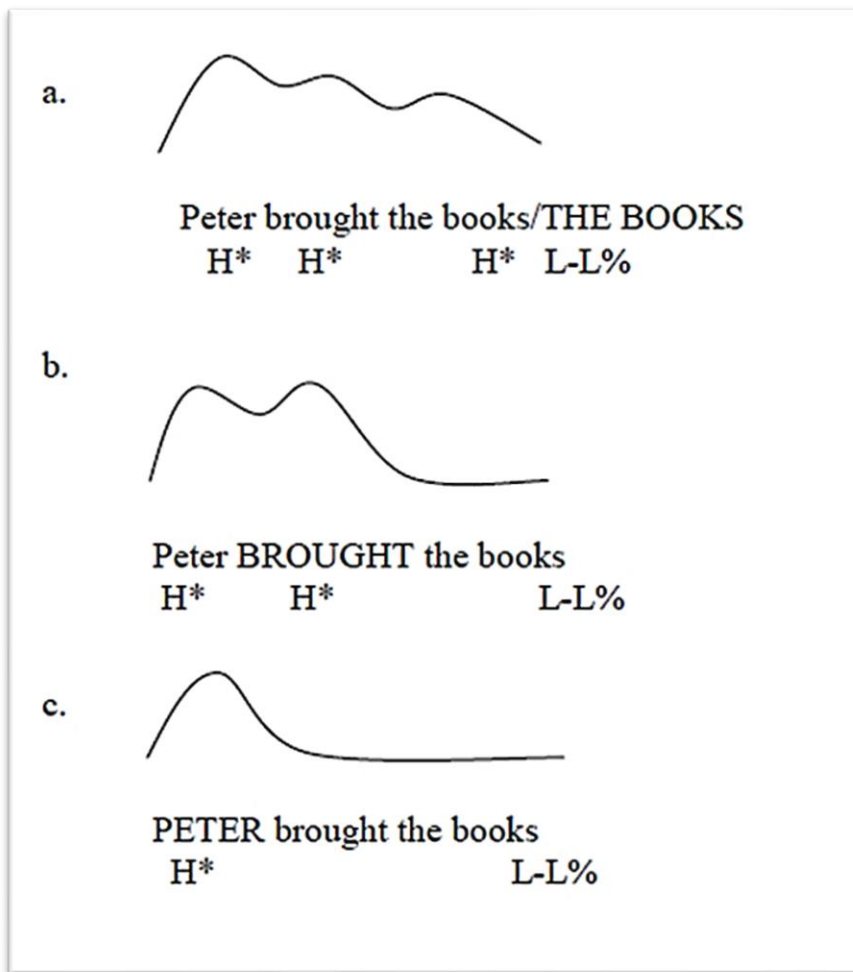 a.
Peter brought the books/THE BOOKS
H* H* H* L-L%
b.
Peter BROUGHT the books
H* H* L-L%
c.
PETER brought the books
H* L-L%